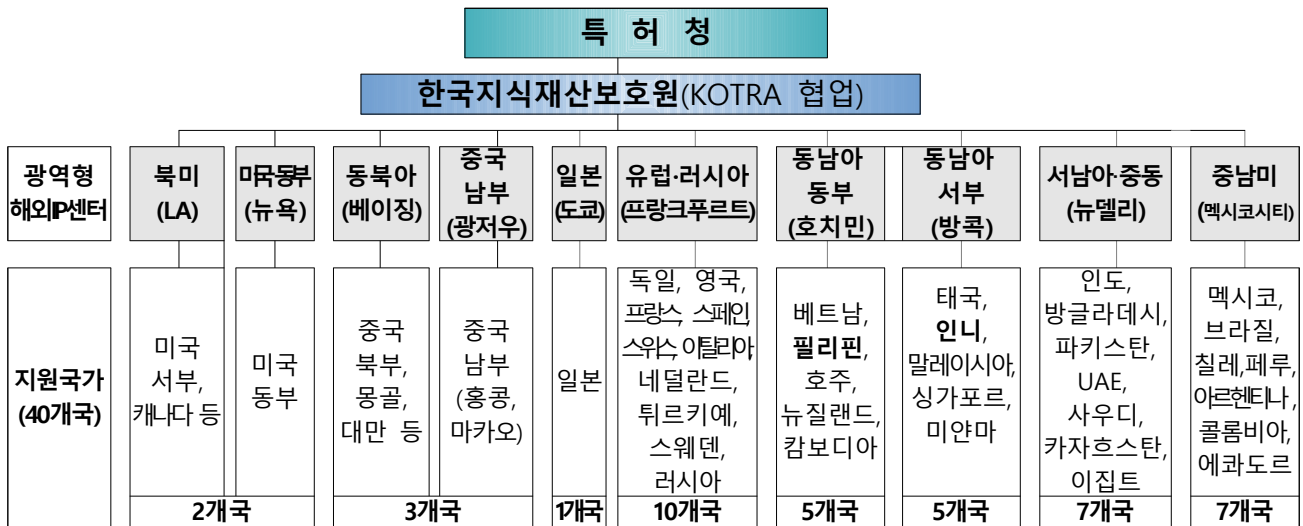 특 허 청
한국지식재산보호원(KOTRA 협업)
광역형
해외IP센터
북미
(LA)
미국동부
(뉴욕)
동북아
(베이징)
중국
남부
(광저우)
일본
(도쿄)
유럽·러시아
(프랑크푸르트)
동남아
동부
(호치민)
동남아
서부
(방콕)
서남아·중동
(뉴델리)
중남미
(멕시코시티)
지원국가
(40개국)
미국
서부,
캐나다 등
미국
동부
중국
북부,
몽골,
대만 등
중국
남부
(홍콩,
마카오)
일본
독일, 영국,
프랑스, 스페인,
스위스, 이탈리아,
네덜란드,
튀르키예,
스웨덴,
러시아
베트남,
필리핀,
호주,
뉴질랜드,
캄보디아
태국,
인니,
말레이시아,
싱가포르,
미얀마
인도,
방글라데시,
파키스탄,
UAE,
사우디,
카자흐스탄,
이집트
멕시코,
브라질,
칠레,페루,
아르헨티나,
콜롬비아,
에콰도르
2개국
3개국
1개국
10개국
5개국
5개국
7개국
7개국